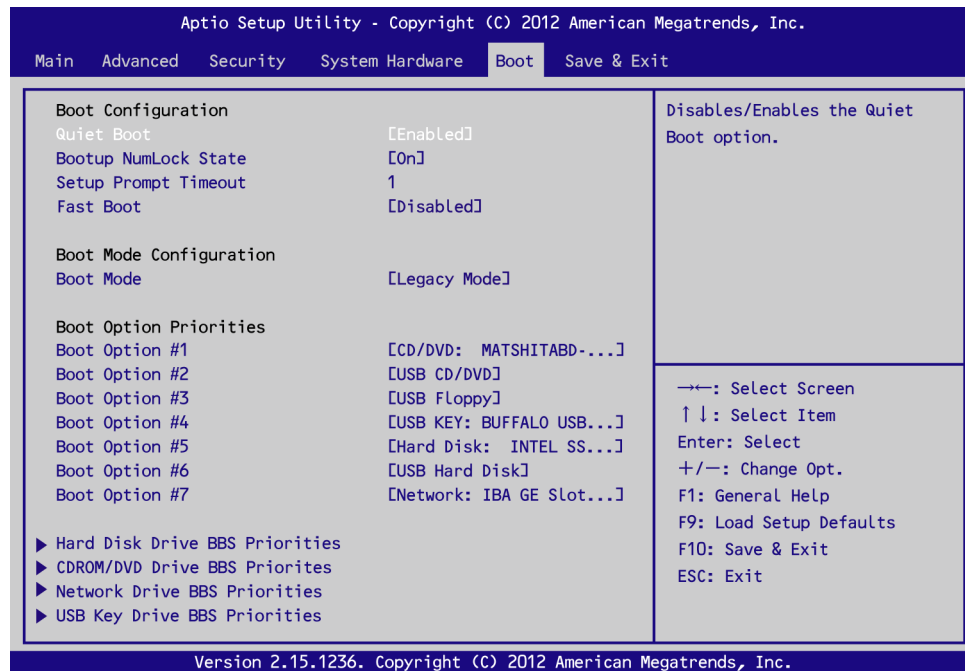 Aptio Setup Utility - Copyright (C) 2012 American Megatrends, Inc.
Main Advanced Security System Hardware Boot Save & Exit
Boot Configuration
Quiet Boot [Enabled]
Bootup NumLock State [On]
Setup Prompt Timeout 1
Fast Boot [Disabled]
Boot Mode Configuration
Boot Mode [Legacy Mode]
Boot Option Priorities
Boot Option #1 [CD/DVD: MATSHITABD-...]
Boot Option #2 [USB CD/DVD]
Boot Option #3 [USB Floppy]
Boot Option #4 [USB KEY: BUFFALO USB...]
Boot Option #5 [Hard Disk: INTEL SS...]
Boot Option #6 [USB Hard Disk]
Boot Option #7 [Network: IBA GE Slot...]
▶ Hard Disk Drive BBS Priorities
▶ CDROM/DVD Drive BBS Priorites
▶ Network Drive BBS Priorities
▶ USB Key Drive BBS Priorities
Disables/Enables the Quiet
Boot option.
→←: Select Screen
↑↓: Select Item
Enter: Select
+/-: Change Opt.
F1: General Help
F9: Load Setup Defaults
F10: Save & Exit
ESC: Exit
Version 2.15.1236. Copyright (C) 2012 American Megatrends, Inc.